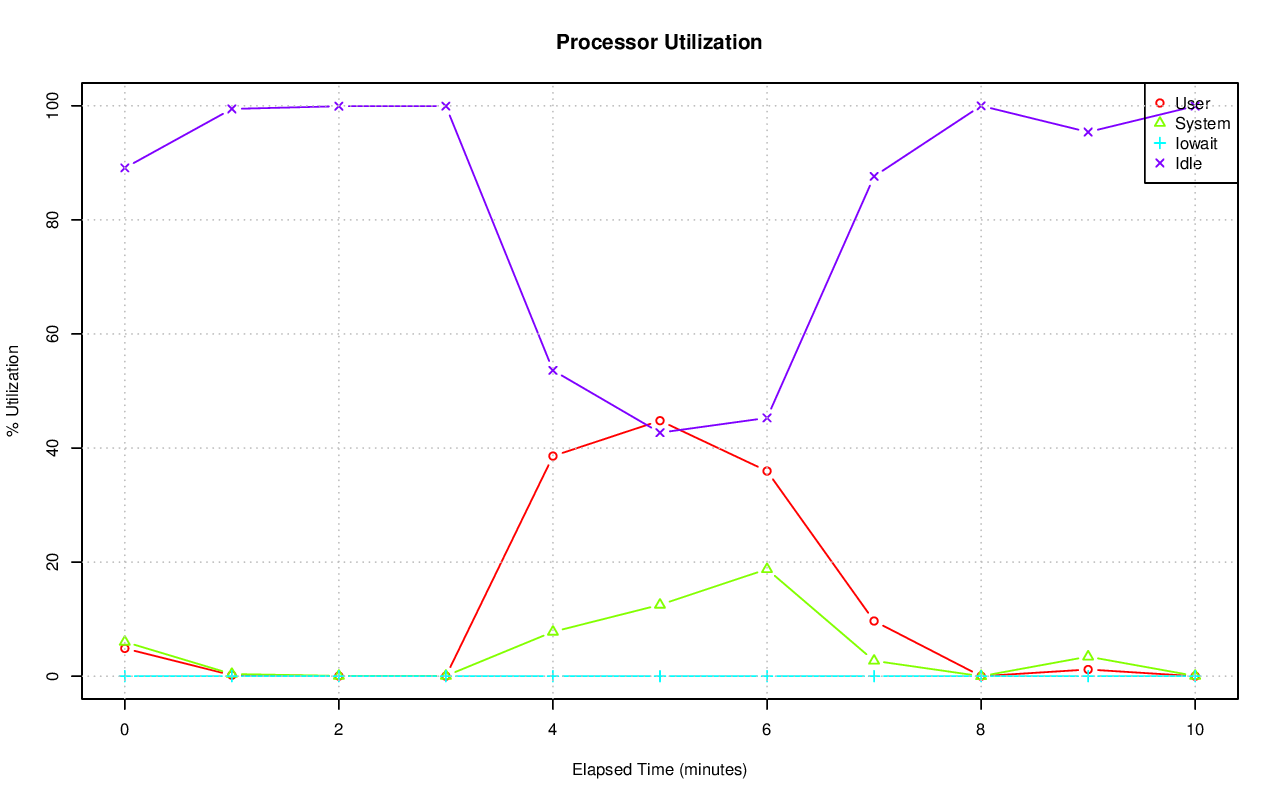 Processor Utilization
100
80
60
40
20
0
% Utilization
User
System
Iowait
Idle
0 2 4 6 8 10
Elapsed Time (minutes)